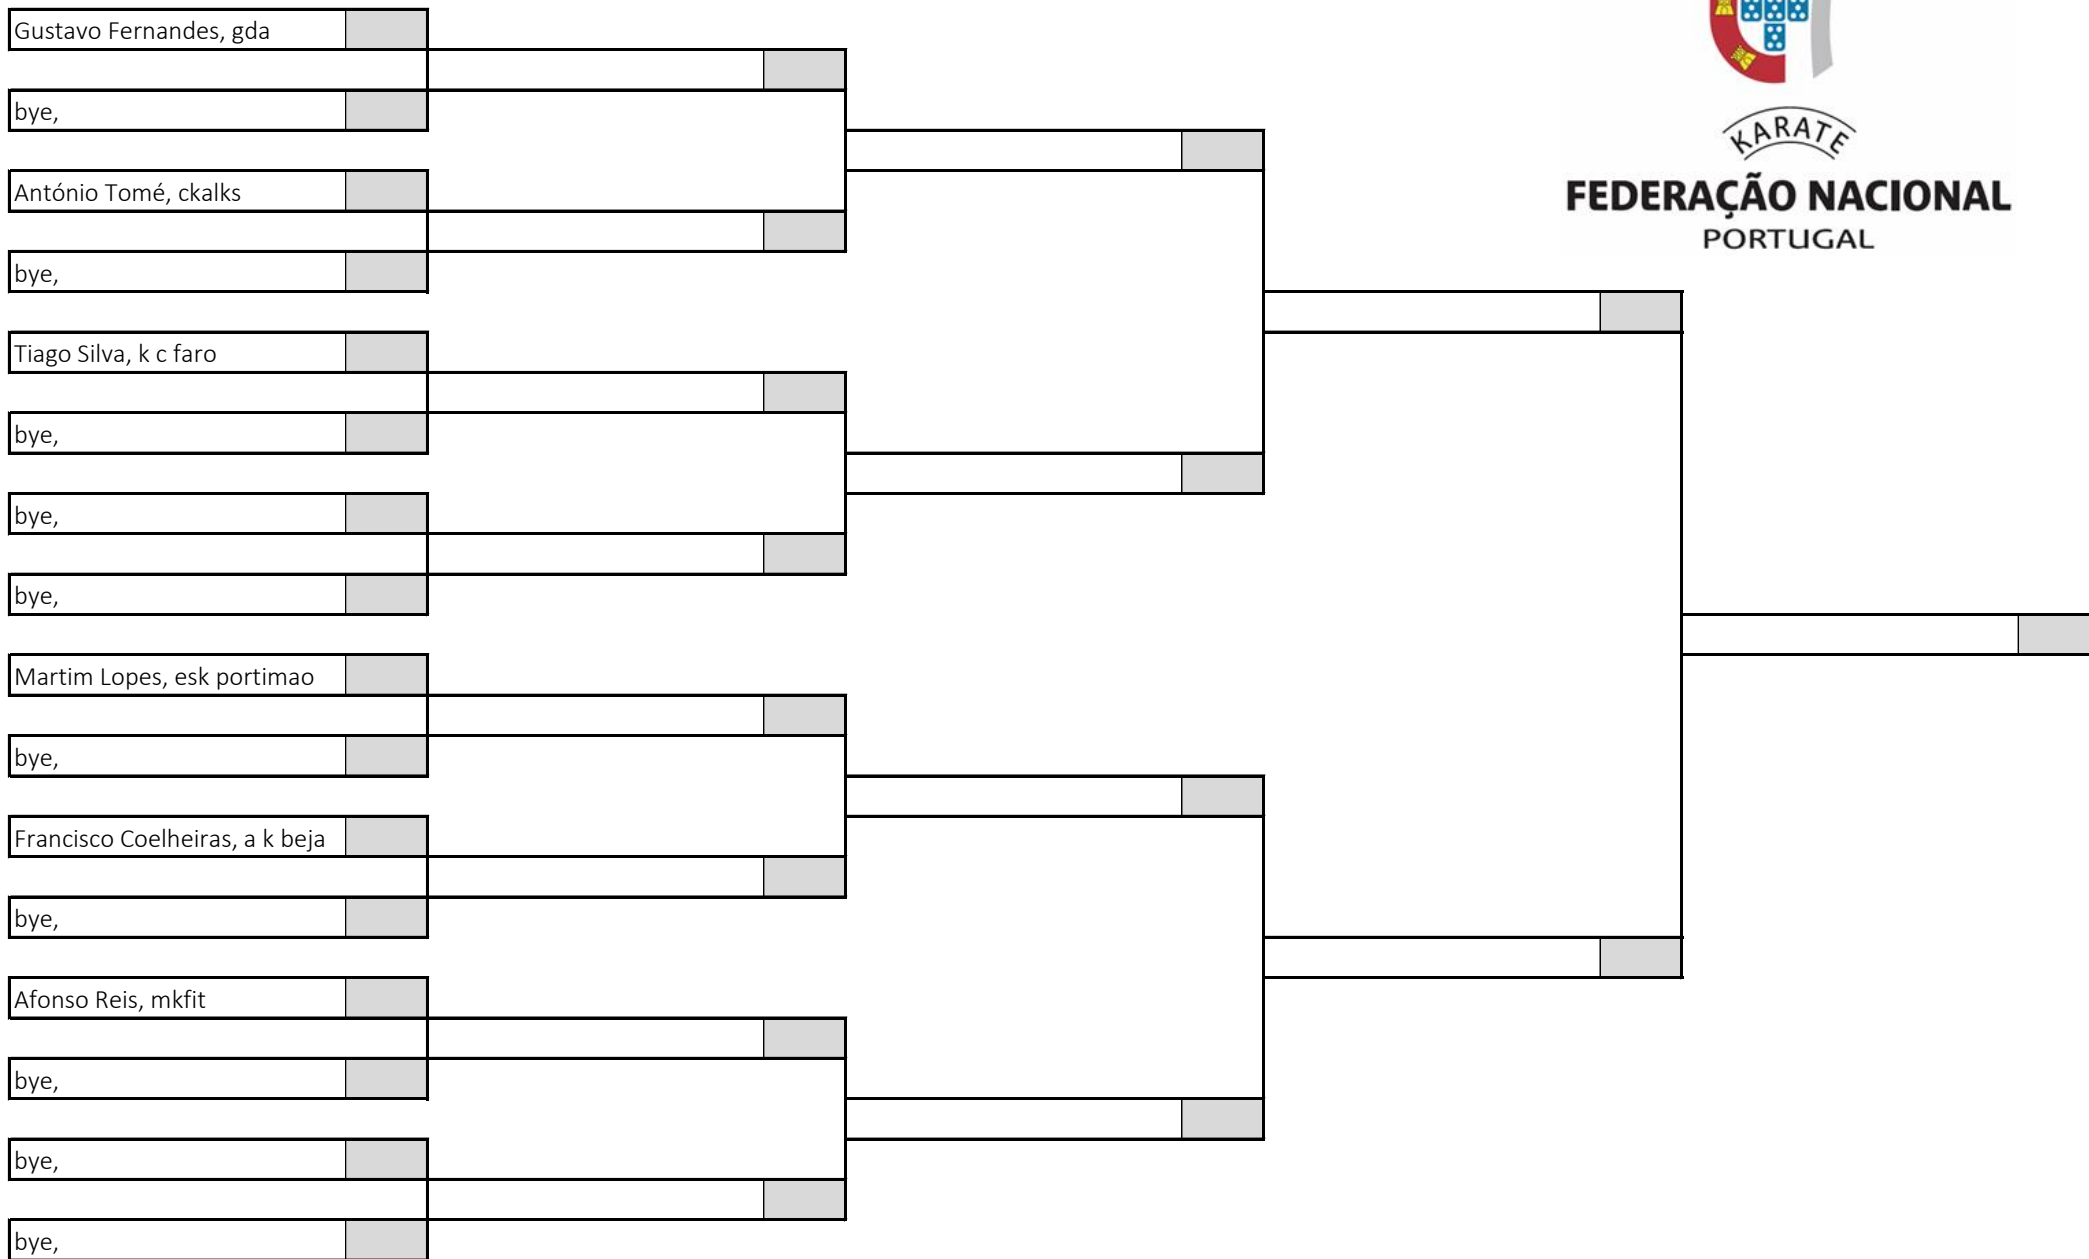 Gustavo Fernandes, gda
bye,
António Tomé, ckalks
bye,
Tiago Silva, k c faro
bye,
bye,
bye,
Martim Lopes, esk portimao
bye,
Francisco Coelheiras, a k beja
bye,
Afonso Reis, mkfit
bye,
bye,
bye,
KARATE
FEDERAÇÃO NACIONAL
PORTUGAL